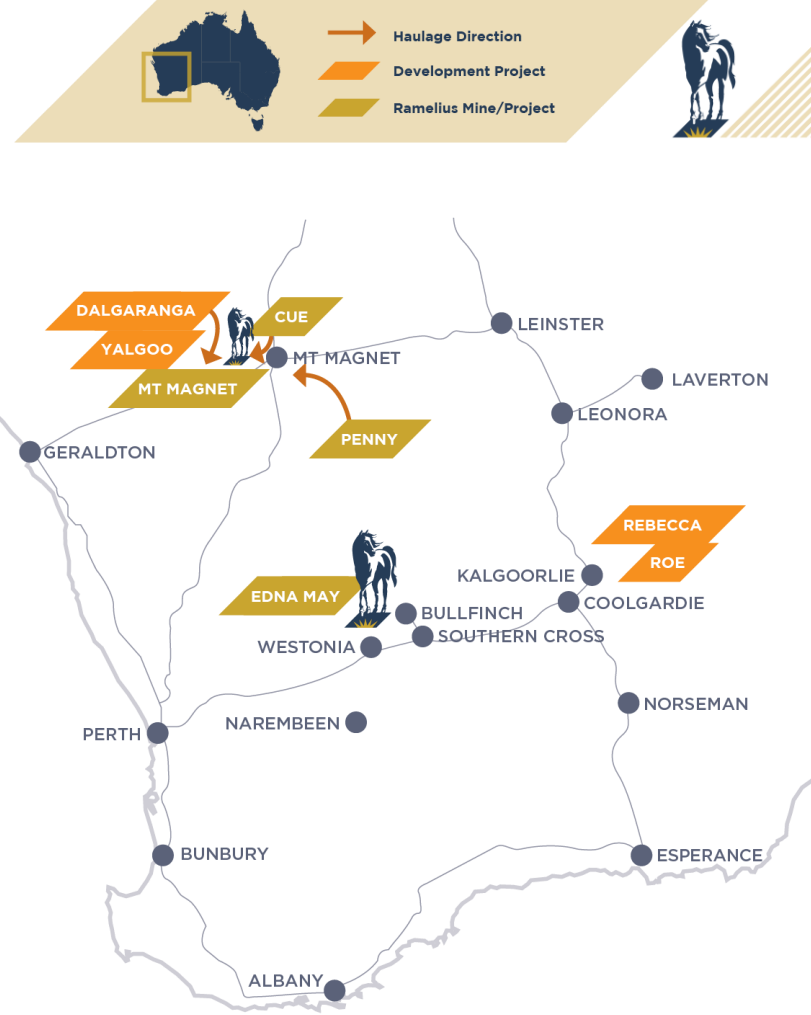 Haulage Direction
Development Project
Ramelius Mine/Project
DALGARANGA
CUE
LEINSTER
YALGOO
MT MAGNET
MT MAGNET
LAVERTON
LEONORA
PENNY
GERALDTON
REBECCA
ROE
KALGOORLIE
EDNA MAY
COOLGARDIE
BULLFINCH
SOUTHERN CROSS
WESTONIA
NORSEMAN
NAREMBEEN
PERTH
BUNBURY
ESPERANCE
ALBANY